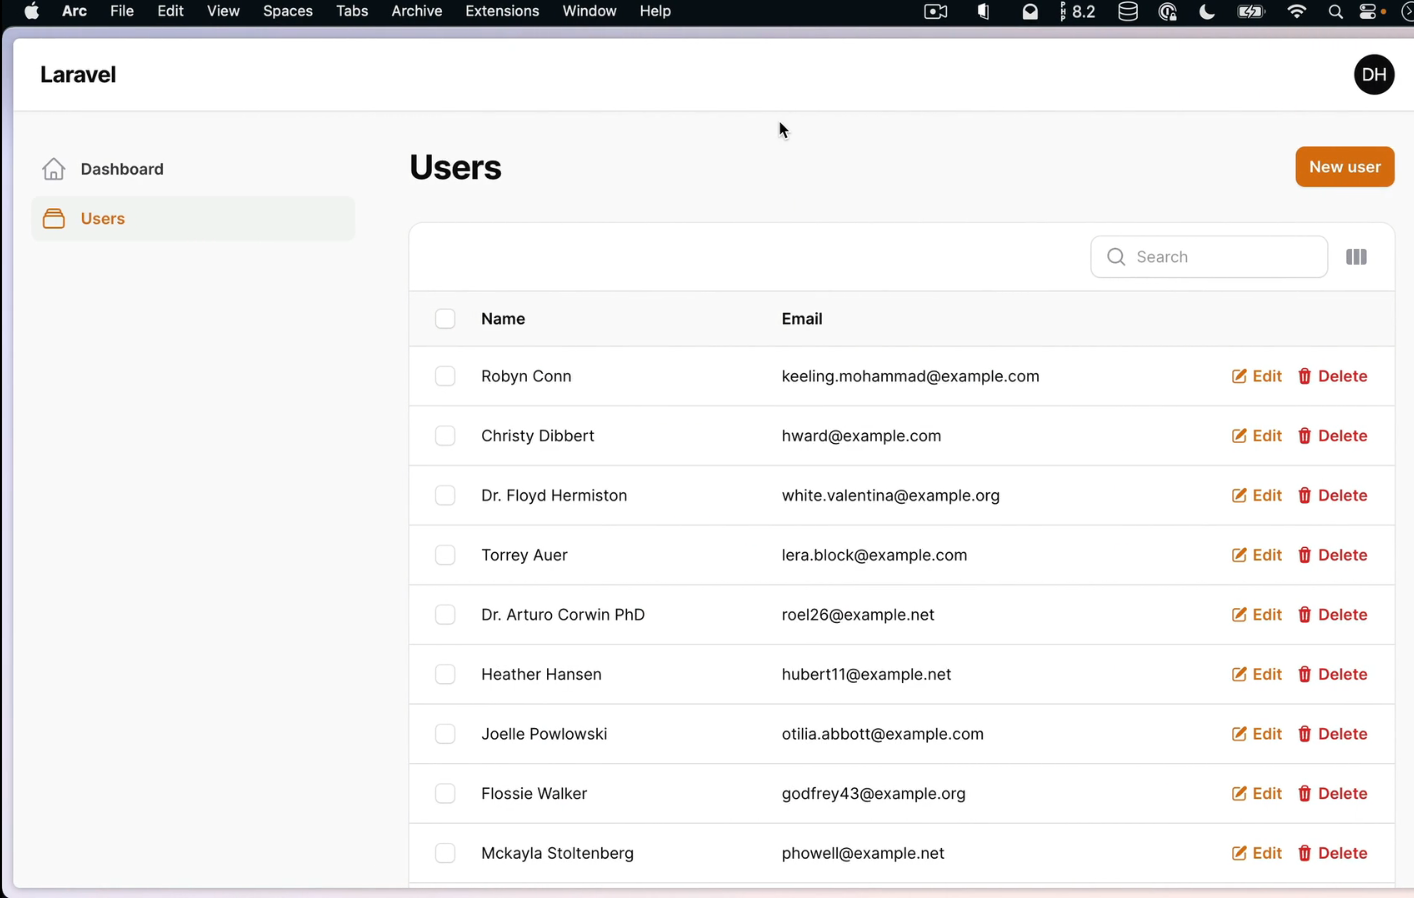 Arc File Edit View Spaces Tabs Archive Extensions Window Help PHP 8.2
Laravel DH
Dashboard
Users
Users New user
Search
Name Email
Robyn Conn keeling.mohammad@example.com Edit Delete
Christy Dibbert hward@example.com Edit Delete
Dr. Floyd Hermiston white.valentina@example.org Edit Delete
Torrey Auer lera.block@example.com Edit Delete
Dr. Arturo Corwin PhD roel26@example.net Edit Delete
Heather Hansen hubert11@example.net Edit Delete
Joelle Powlowski otilia.abbott@example.com Edit Delete
Flossie Walker godfrey43@example.org Edit Delete
Mckayla Stoltenberg phowell@example.net Edit Delete